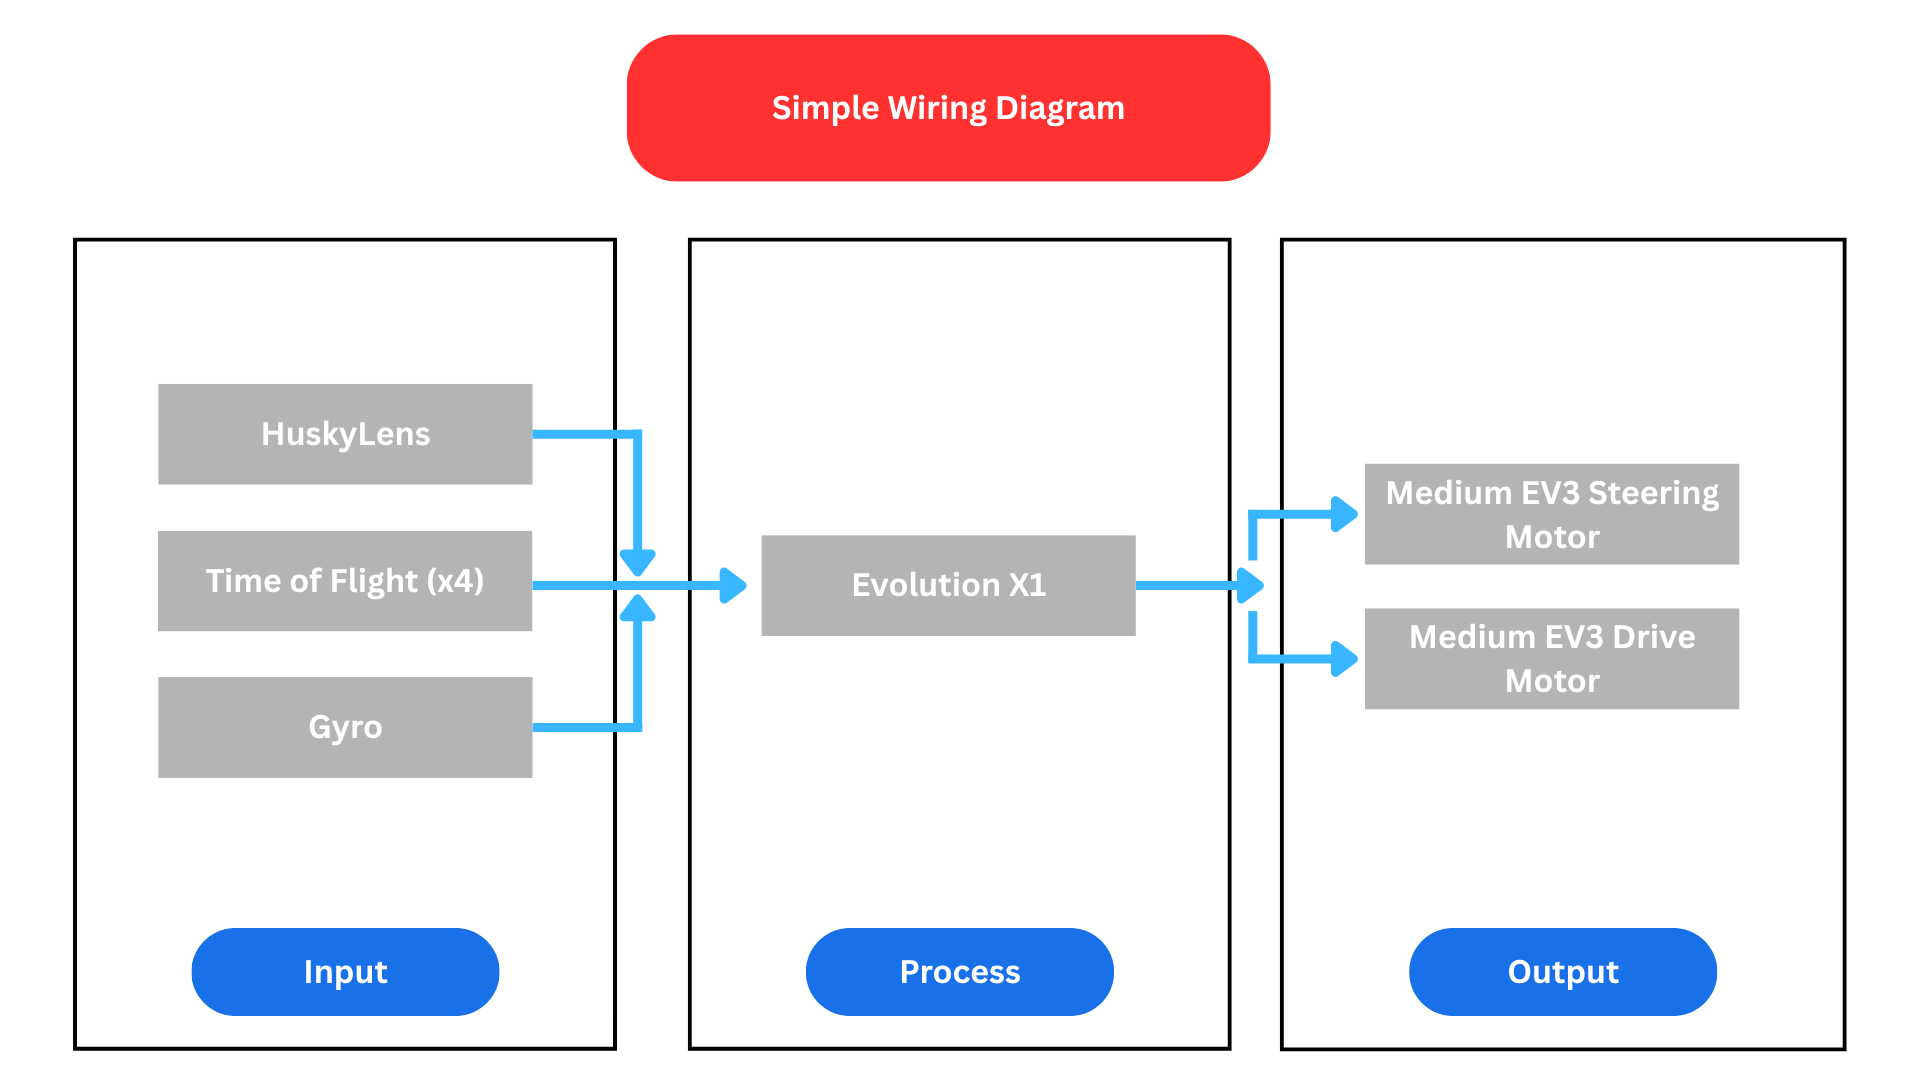 Simple Wiring Diagram
HuskyLens
Time of Flight (x4)
Gyro
Input
Evolution X1
Process
Medium EV3 Steering
Motor
Medium EV3 Drive
Motor
Output